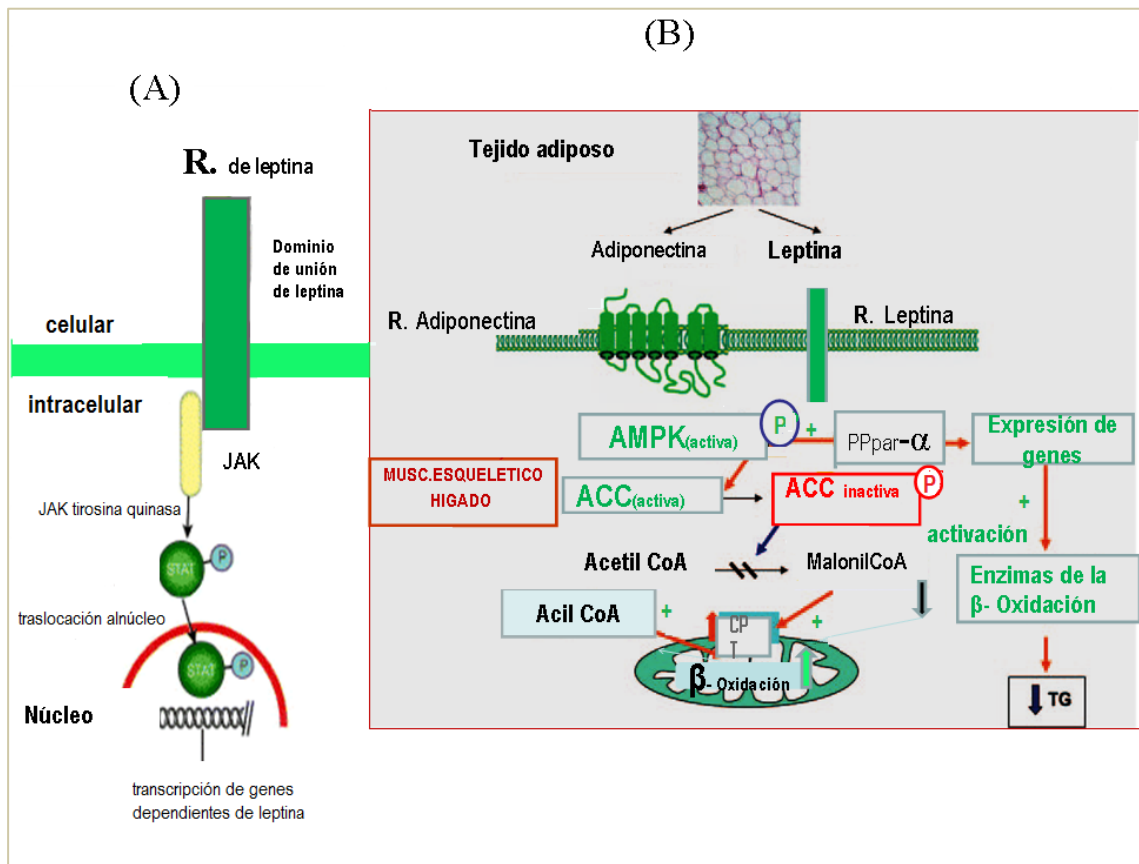 (A)
R. de leptina
Dominio
de unión
de leptina
celular
intracelular
JAK
JAK tirosina quinasa
STAT
P
traslocación alnúcleo
STAT
P
Núcleo
transcripción de genes
dependientes de leptina
(B)
Tejido adiposo
Adiponectina
Leptina
R. Adiponectina
R. Leptina
AMPK(activa)
P
+
PPpar-α
Expresión de
genes
MUSC.ESQUELETICO
HIGADO
ACC(activa)
ACC inactiva
P
+
activación
Acetil CoA
MalonilCoA
Enzimas de la
β- Oxidación
Acil CoA
+
CP
T
+
β- Oxidación
TG